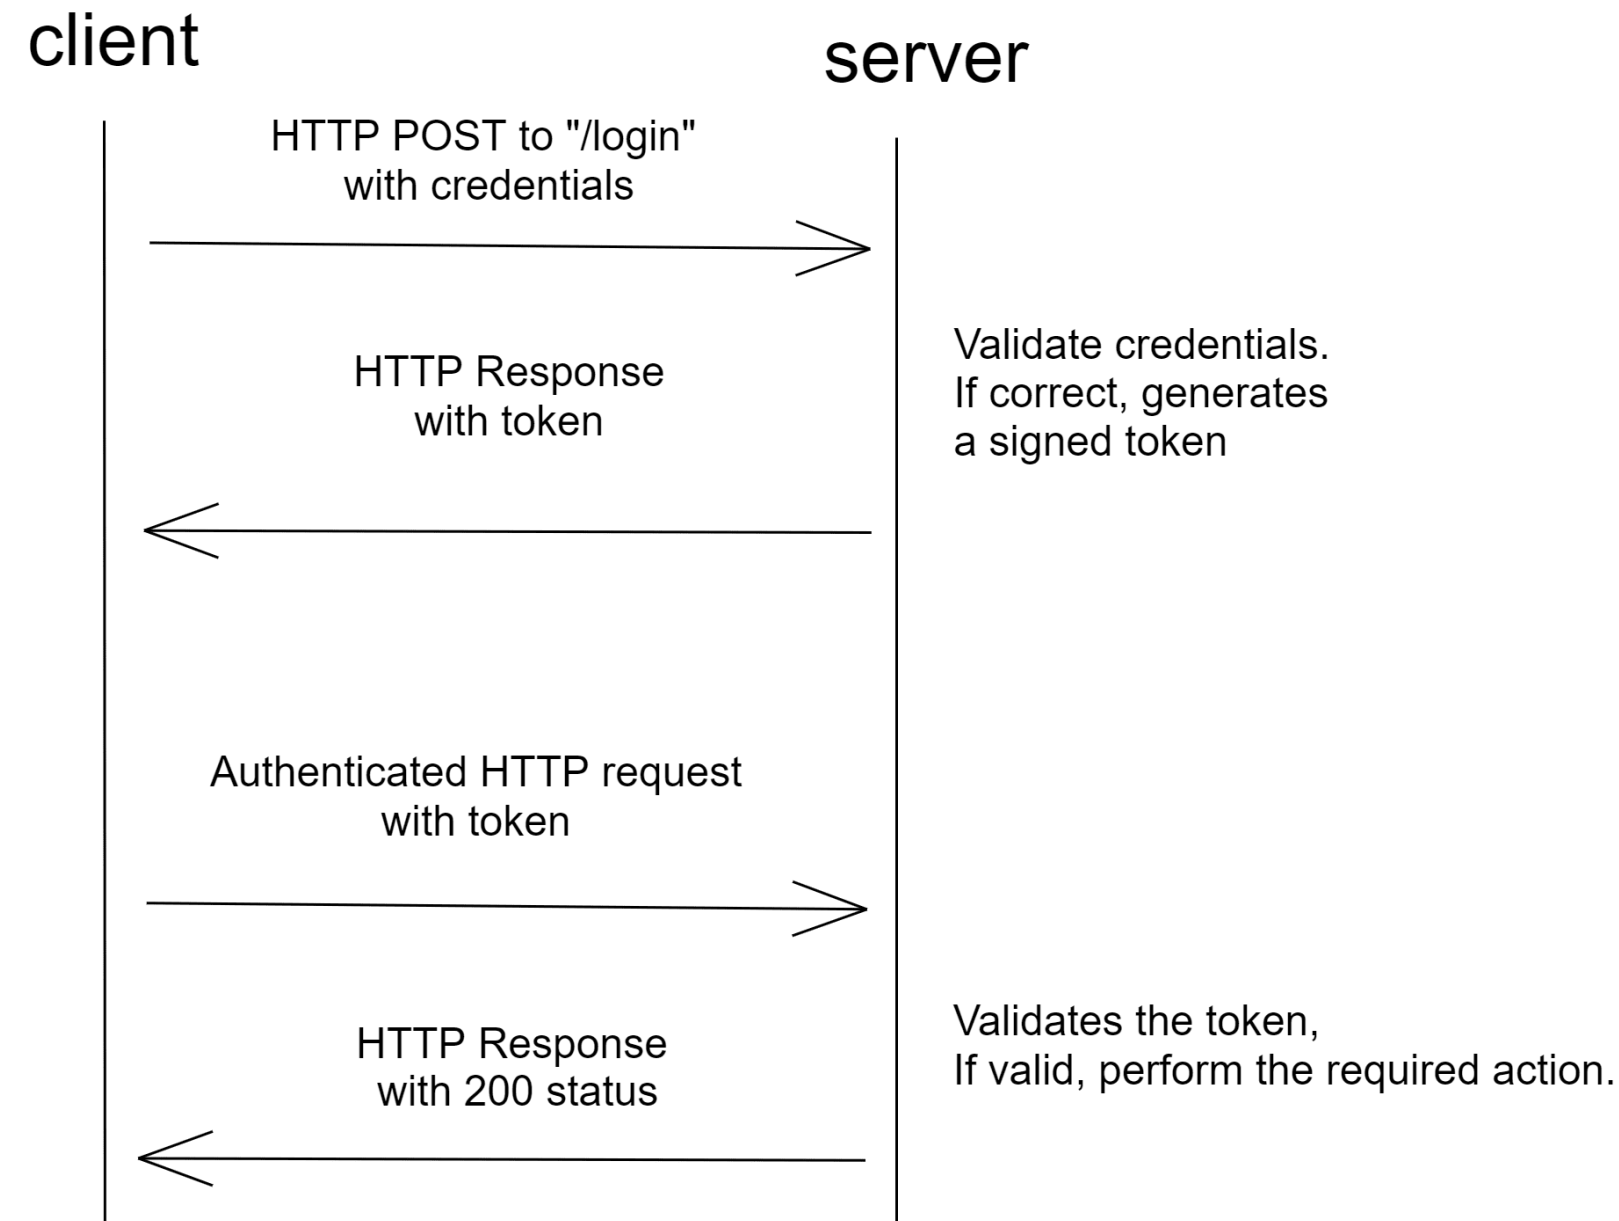 client
server
HTTP POST to "/login"
with credentials
Validate credentials.
If correct, generates
a signed token
HTTP Response
with token
Authenticated HTTP request
with token
Validates the token,
If valid, perform the required action.
HTTP Response
with 200 status